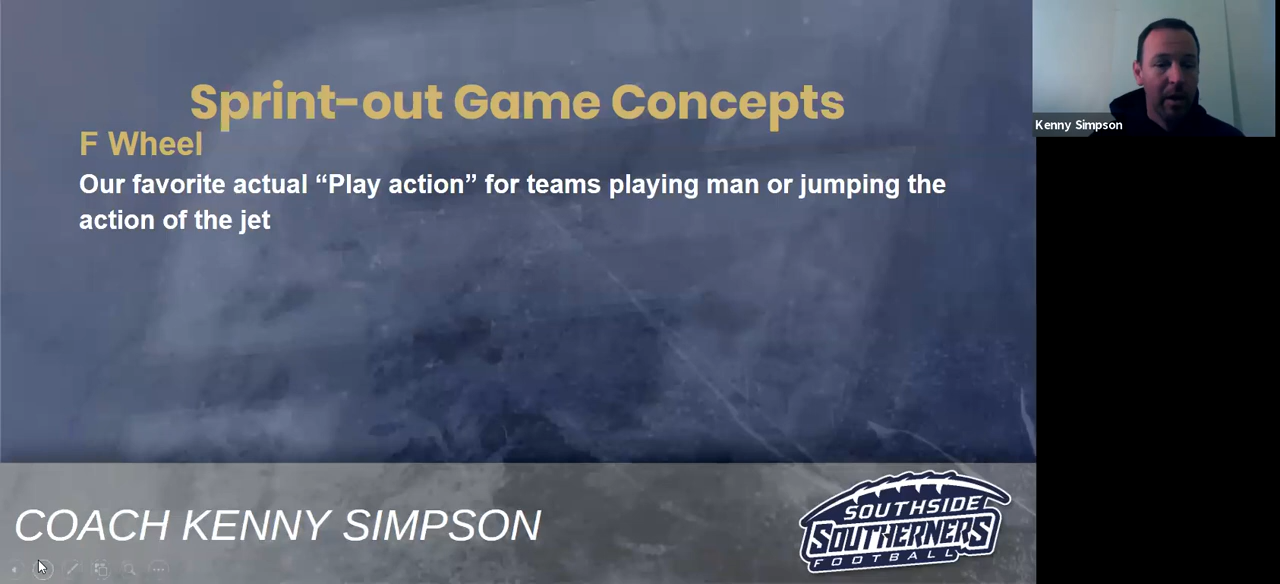 Sprint-out Game Concepts
F Wheel
Our favorite actual “Play action” for teams playing man or jumping the
action of the jet
Kenny Simpson
COACH KENNY SIMPSON
SOUTHSIDE
SOUTHERNERS
FOOTBALL